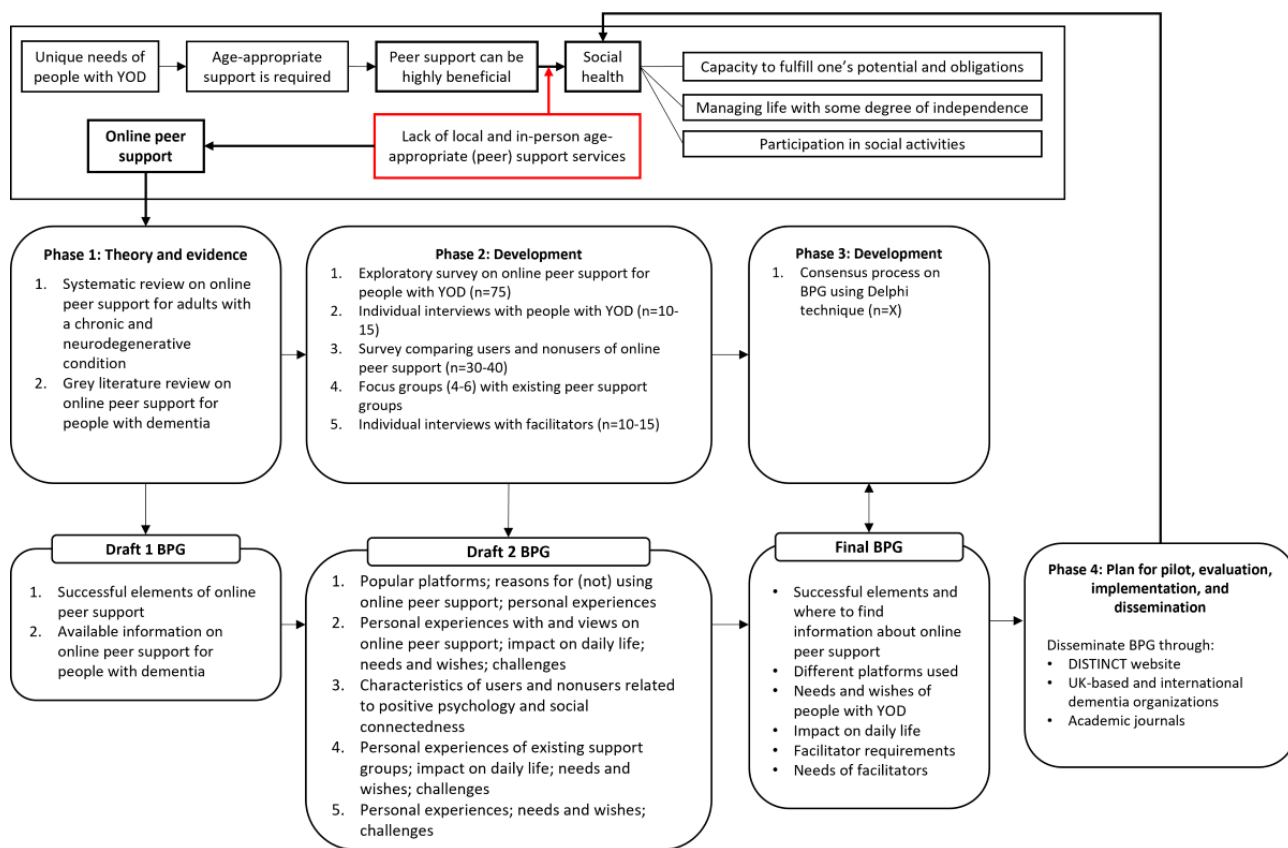 Unique needs of
people with YOD
Age-appropriate
support is required
Peer support can be
highly beneficial
Social
health
Capacity to fulfill one’s potential and obligations
Managing life with some degree of independence
Participation in social activities
Online peer
support
Lack of local and in-person age-
appropriate (peer) support services
Phase 1: Theory and evidence
1. Systematic review on online
peer support for adults with
a chronic and
neurodegenerative
condition
2. Grey literature review on
online peer support for
people with dementia
Phase 2: Development
1. Exploratory survey on online peer support for
people with YOD (n=75)
2. Individual interviews with people with YOD (n=10-
15)
3. Survey comparing users and nonusers of online
peer support (n=30-40)
4. Focus groups (4-6) with existing peer support
groups
5. Individual interviews with facilitators (n=10-15)
Phase 3: Development
1. Consensus process on
BPG using Delphi
technique (n=X)
Draft 1 BPG
1. Successful elements of online
peer support
2. Available information on
online peer support for
people with dementia
Draft 2 BPG
1. Popular platforms; reasons for (not) using
online peer support; personal experiences
2. Personal experiences with and views on
online peer support; impact on daily life;
needs and wishes; challenges
3. Characteristics of users and nonusers related
to positive psychology and social
connectedness
4. Personal experiences of existing support
groups; impact on daily life; needs and
wishes; challenges
5. Personal experiences; needs and wishes;
challenges
Final BPG
• Successful elements and
where to find
information about online
peer support
• Different platforms used
• Needs and wishes of
people with YOD
• Impact on daily life
• Facilitator requirements
• Needs of facilitators
Phase 4: Plan for pilot, evaluation,
implementation, and
dissemination
Disseminate BPG through:
• DISTINCT website
• UK-based and international
dementia organizations
• Academic journals